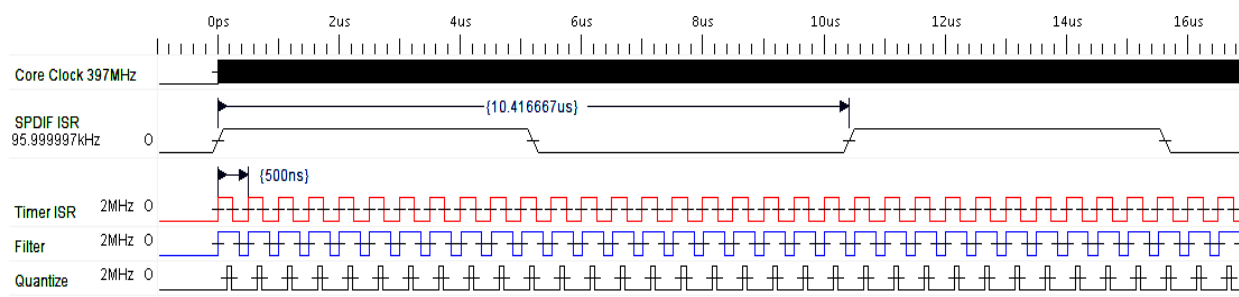 0ps 2us 4us 6us 8us 10us 12us 14us 16us
Core Clock 397MHz
{10.416667us}
SPDIF ISR
95.999997kHz 0
{500ns}
Timer ISR 2MHz 0
Filter 2MHz 0
Quantize 2MHz 0